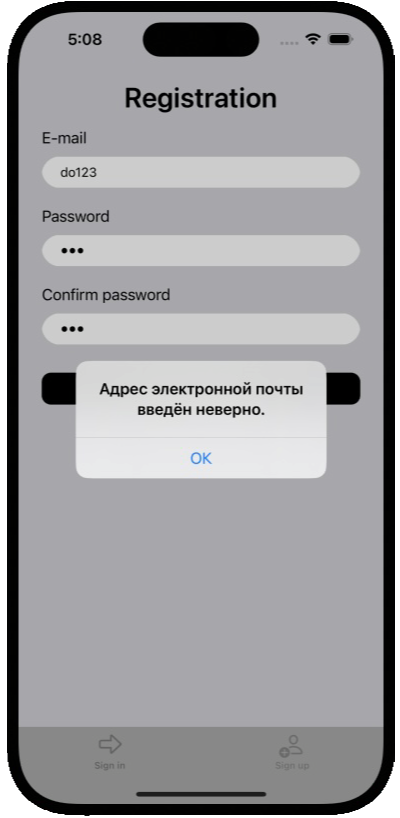 5:08
Registration
E-mail
do123
Password
•••
Confirm password
•••
Адрес электронной почты
введён неверно.
OK
Sign in
Sign up